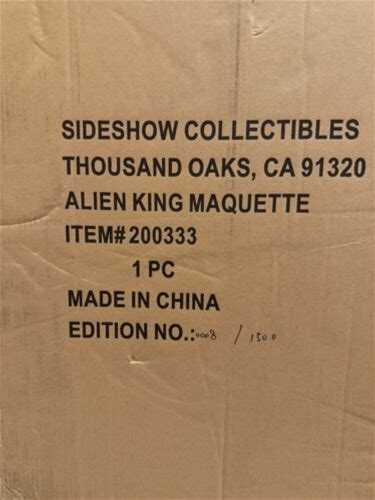 SIDESHOW COLLECTIBLES
THOUSAND OAKS, CA 91320
ALIEN KING MAQUETTE
ITEM# 200333
1 PC
MADE IN CHINA
EDITION NO.: 0008 / 1500